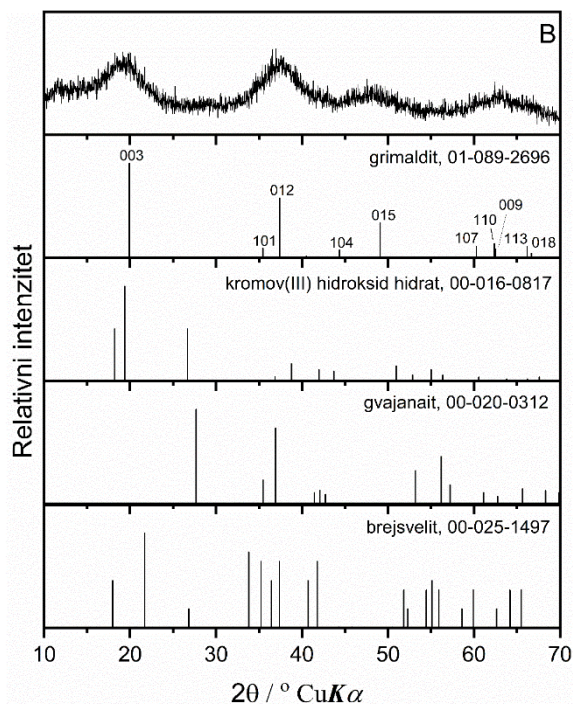 B
Relativni intenzitet
grimaldit, 01-089-2696
003
012
009
110
015
101
104
107
113
018
kromov(III) hidroksid hidrat, 00-016-0817
gvajanait, 00-020-0312
brejsvelit, 00-025-1497
10 20 30 40 50 60 70
2θ / ° CuKα